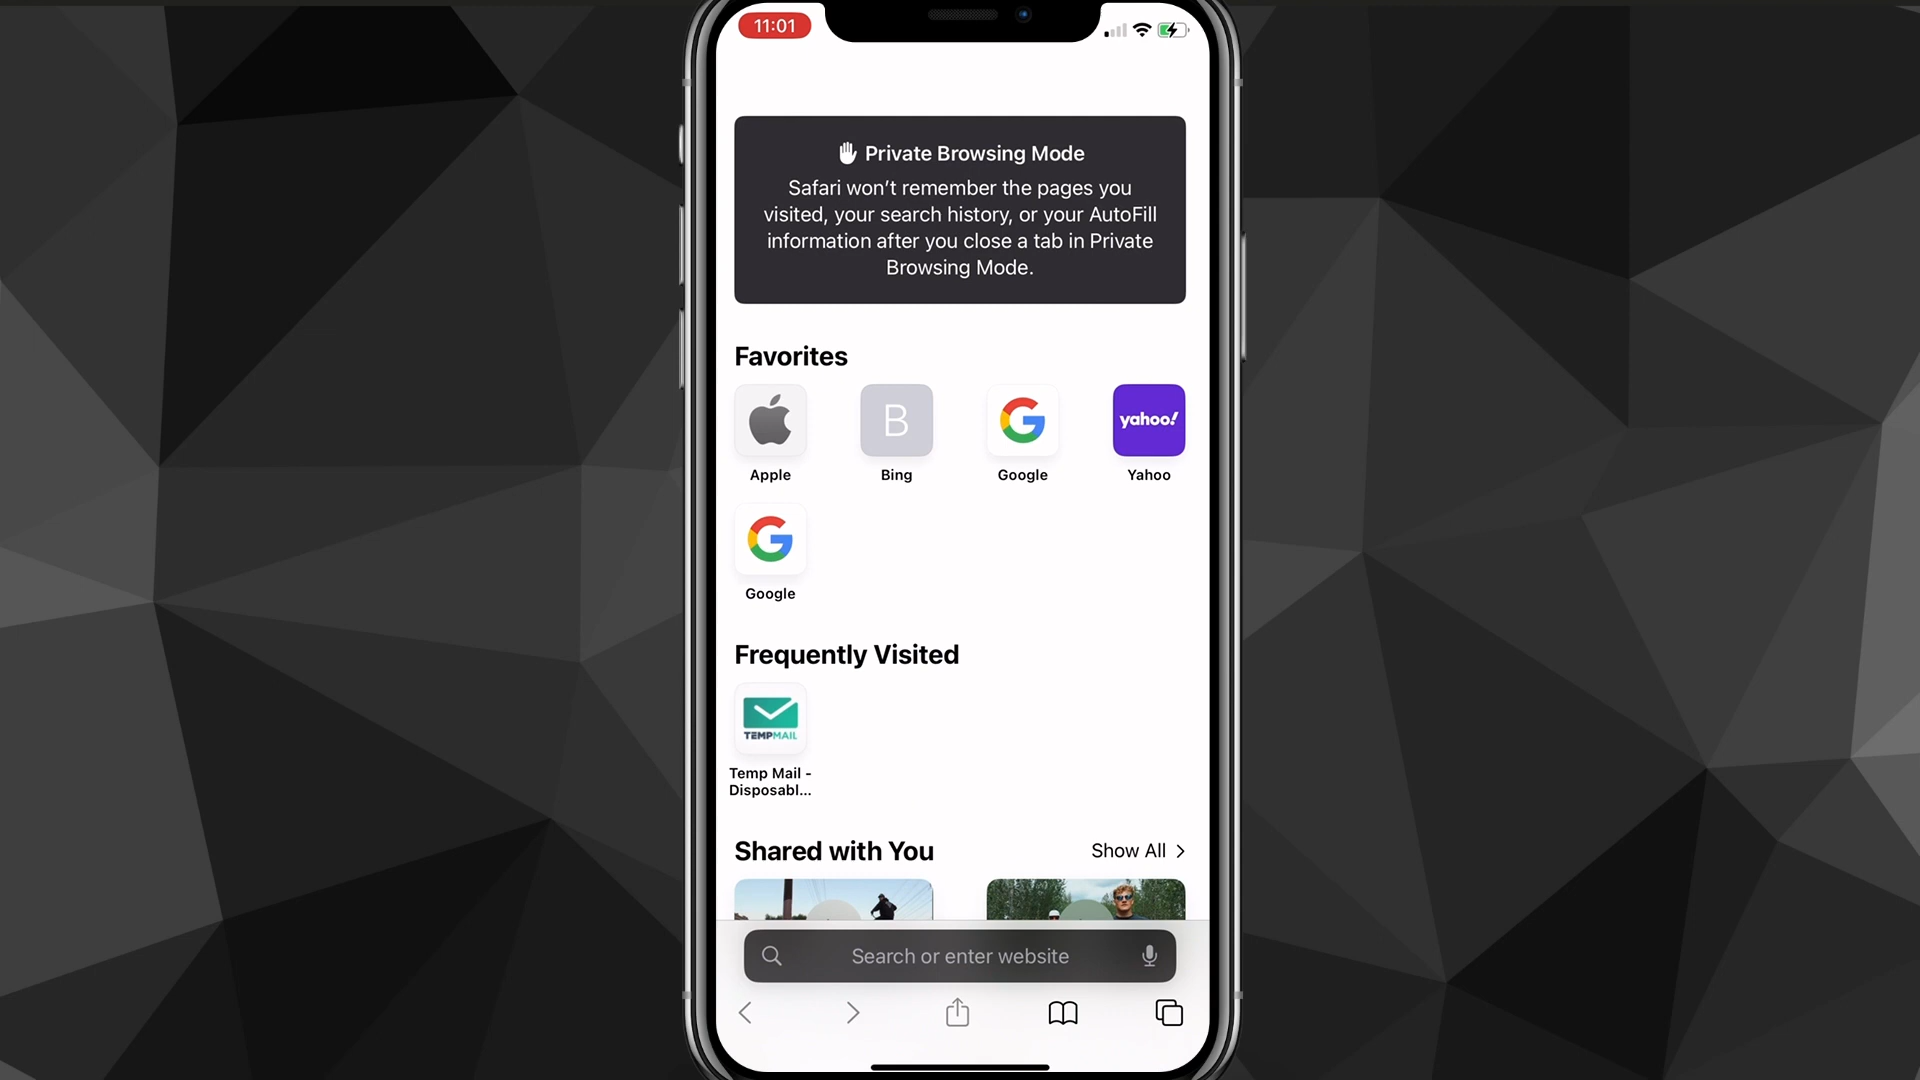 11:01
Private Browsing Mode
Safari won't remember the pages you
visited, your search history, or your AutoFill
information after you close a tab in Private
Browsing Mode.
Favorites
B
yahoo!
Apple
Bing
Google
Yahoo
Google
Frequently Visited
TEMPMAIL
Temp Mail -
Disposabl...
Shared with You
Show All
Search or enter website